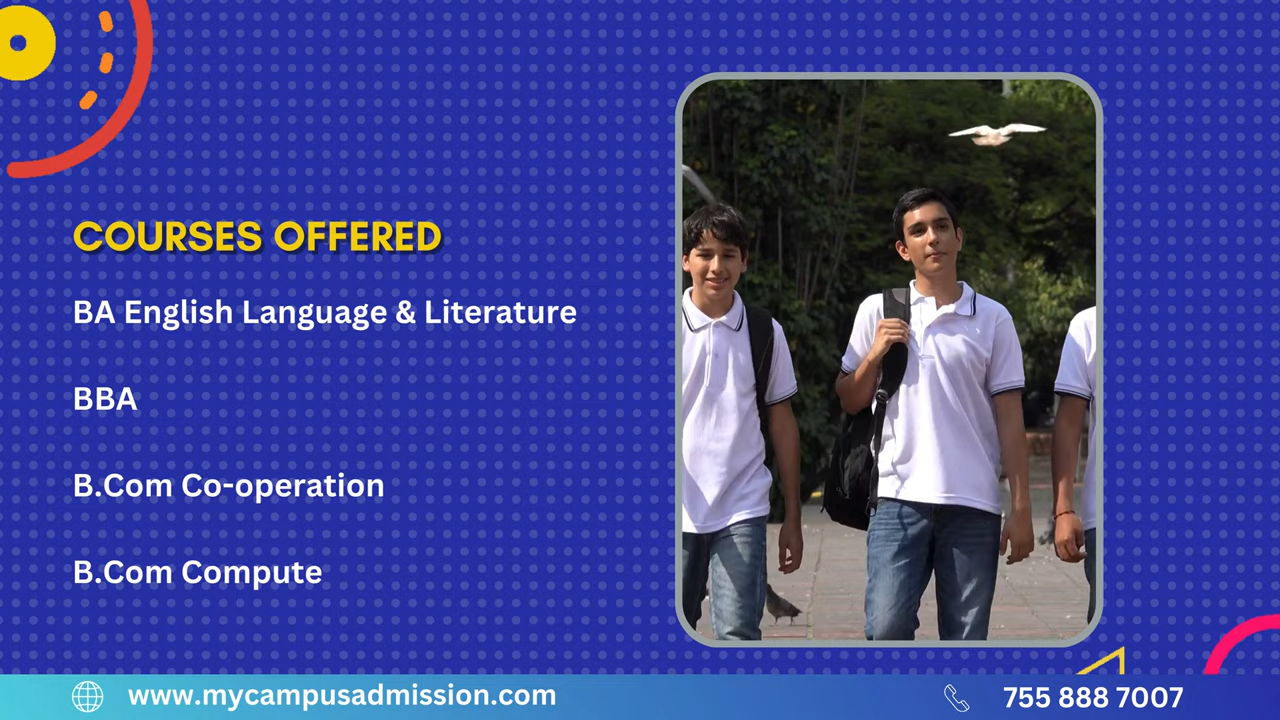 COURSES OFFERED
BA English Language & Literature
BBA
B.Com Co-operation
B.Com Compute
www.mycampusadmission.com
755 888 7007